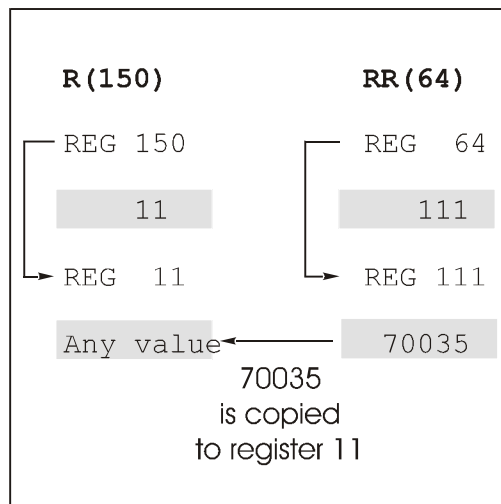 R(150) RR(64)
REG 150 REG 64
11 111
REG 11 REG 111
Any value 70035
70035
is copied
to register 11